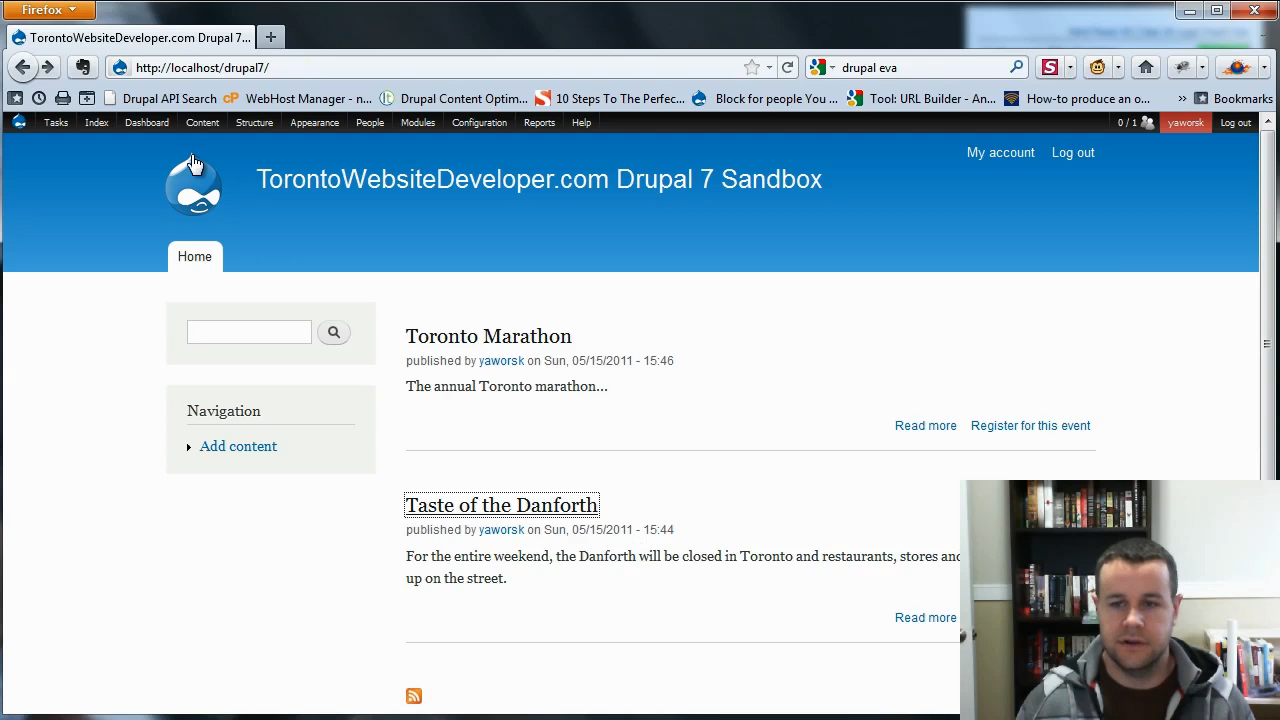 Firefox
TorontoWebsiteDeveloper.com Drupal 7...
http://localhost/drupal7/
drupal eva
Drupal API Search
cP WebHost Manager - n...
Drupal Content Optim...
10 Steps To The Perfec...
Block for people You ...
Tool: URL Builder - An...
How-to produce an o...
Bookmarks
Tasks Index Dashboard Content Structure Appearance People Modules Configuration Reports Help
0 / 1 yaworsk Log out
My account Log out
TorontoWebsiteDeveloper.com Drupal 7 Sandbox
Home
Toronto Marathon
published by yaworsk on Sun, 05/15/2011 - 15:46
The annual Toronto marathon...
Read more Register for this event
Navigation
Add content
Taste of the Danforth
published by yaworsk on Sun, 05/15/2011 - 15:44
For the entire weekend, the Danforth will be closed in Toronto and restaurants, stores and
up on the street.
Read more